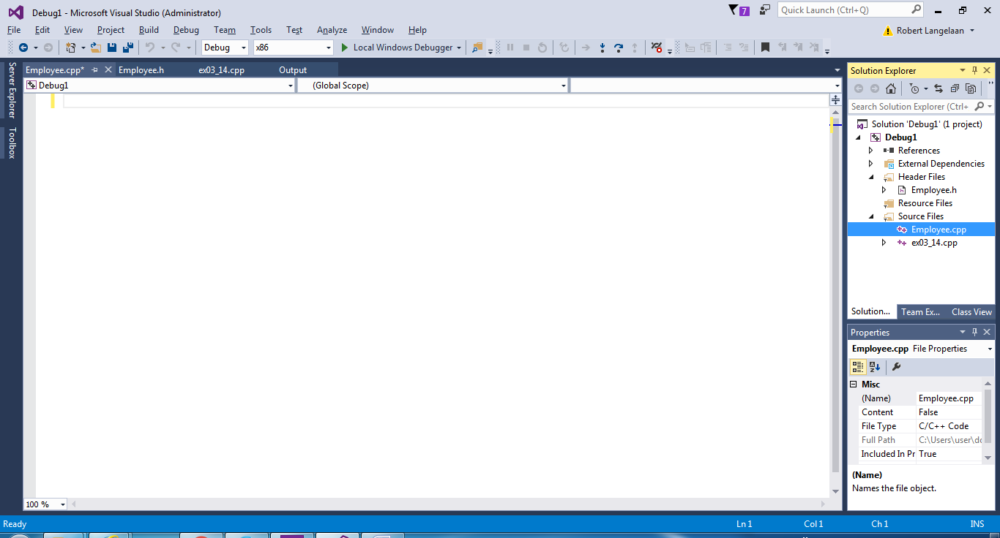 Debug1 - Microsoft Visual Studio (Administrator)
7
Quick Launch (Ctrl+Q)
File Edit View Project Build Debug Team Tools Test Analyze Window Help
Robert Langelaan
Debug x86 Local Windows Debugger
Server Explorer
Toolbox
Employee.cpp* Employee.h ex03_14.cpp Output
Debug1 (Global Scope)
100 %
Solution Explorer
Search Solution Explorer (Ctrl+
Solution 'Debug1' (1 project)
Debug1
References
External Dependencies
Header Files
Employee.h
Resource Files
Source Files
Employee.cpp
ex03_14.cpp
Solution... Team Ex... Class View
Properties
Employee.cpp File Properties
Misc
(Name) Employee.cpp
Content False
File Type C/C++ Code
Full Path C:\Users\user\do
Included In Pr True
(Name)
Names the file object.
Ready Ln 1 Col 1 Ch 1 INS